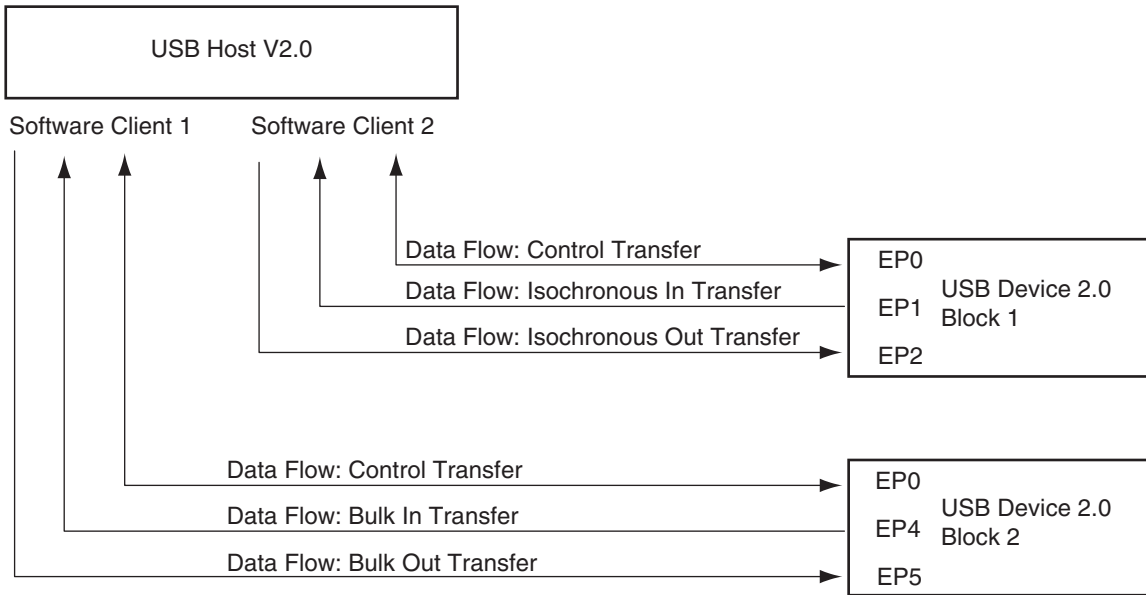 USB Host V2.0
Software Client 1
Software Client 2
Data Flow: Control Transfer
Data Flow: Isochronous In Transfer
Data Flow: Isochronous Out Transfer
EP0
EP1
EP2
USB Device 2.0
Block 1
Data Flow: Control Transfer
Data Flow: Bulk In Transfer
Data Flow: Bulk Out Transfer
EP0
EP4
EP5
USB Device 2.0
Block 2